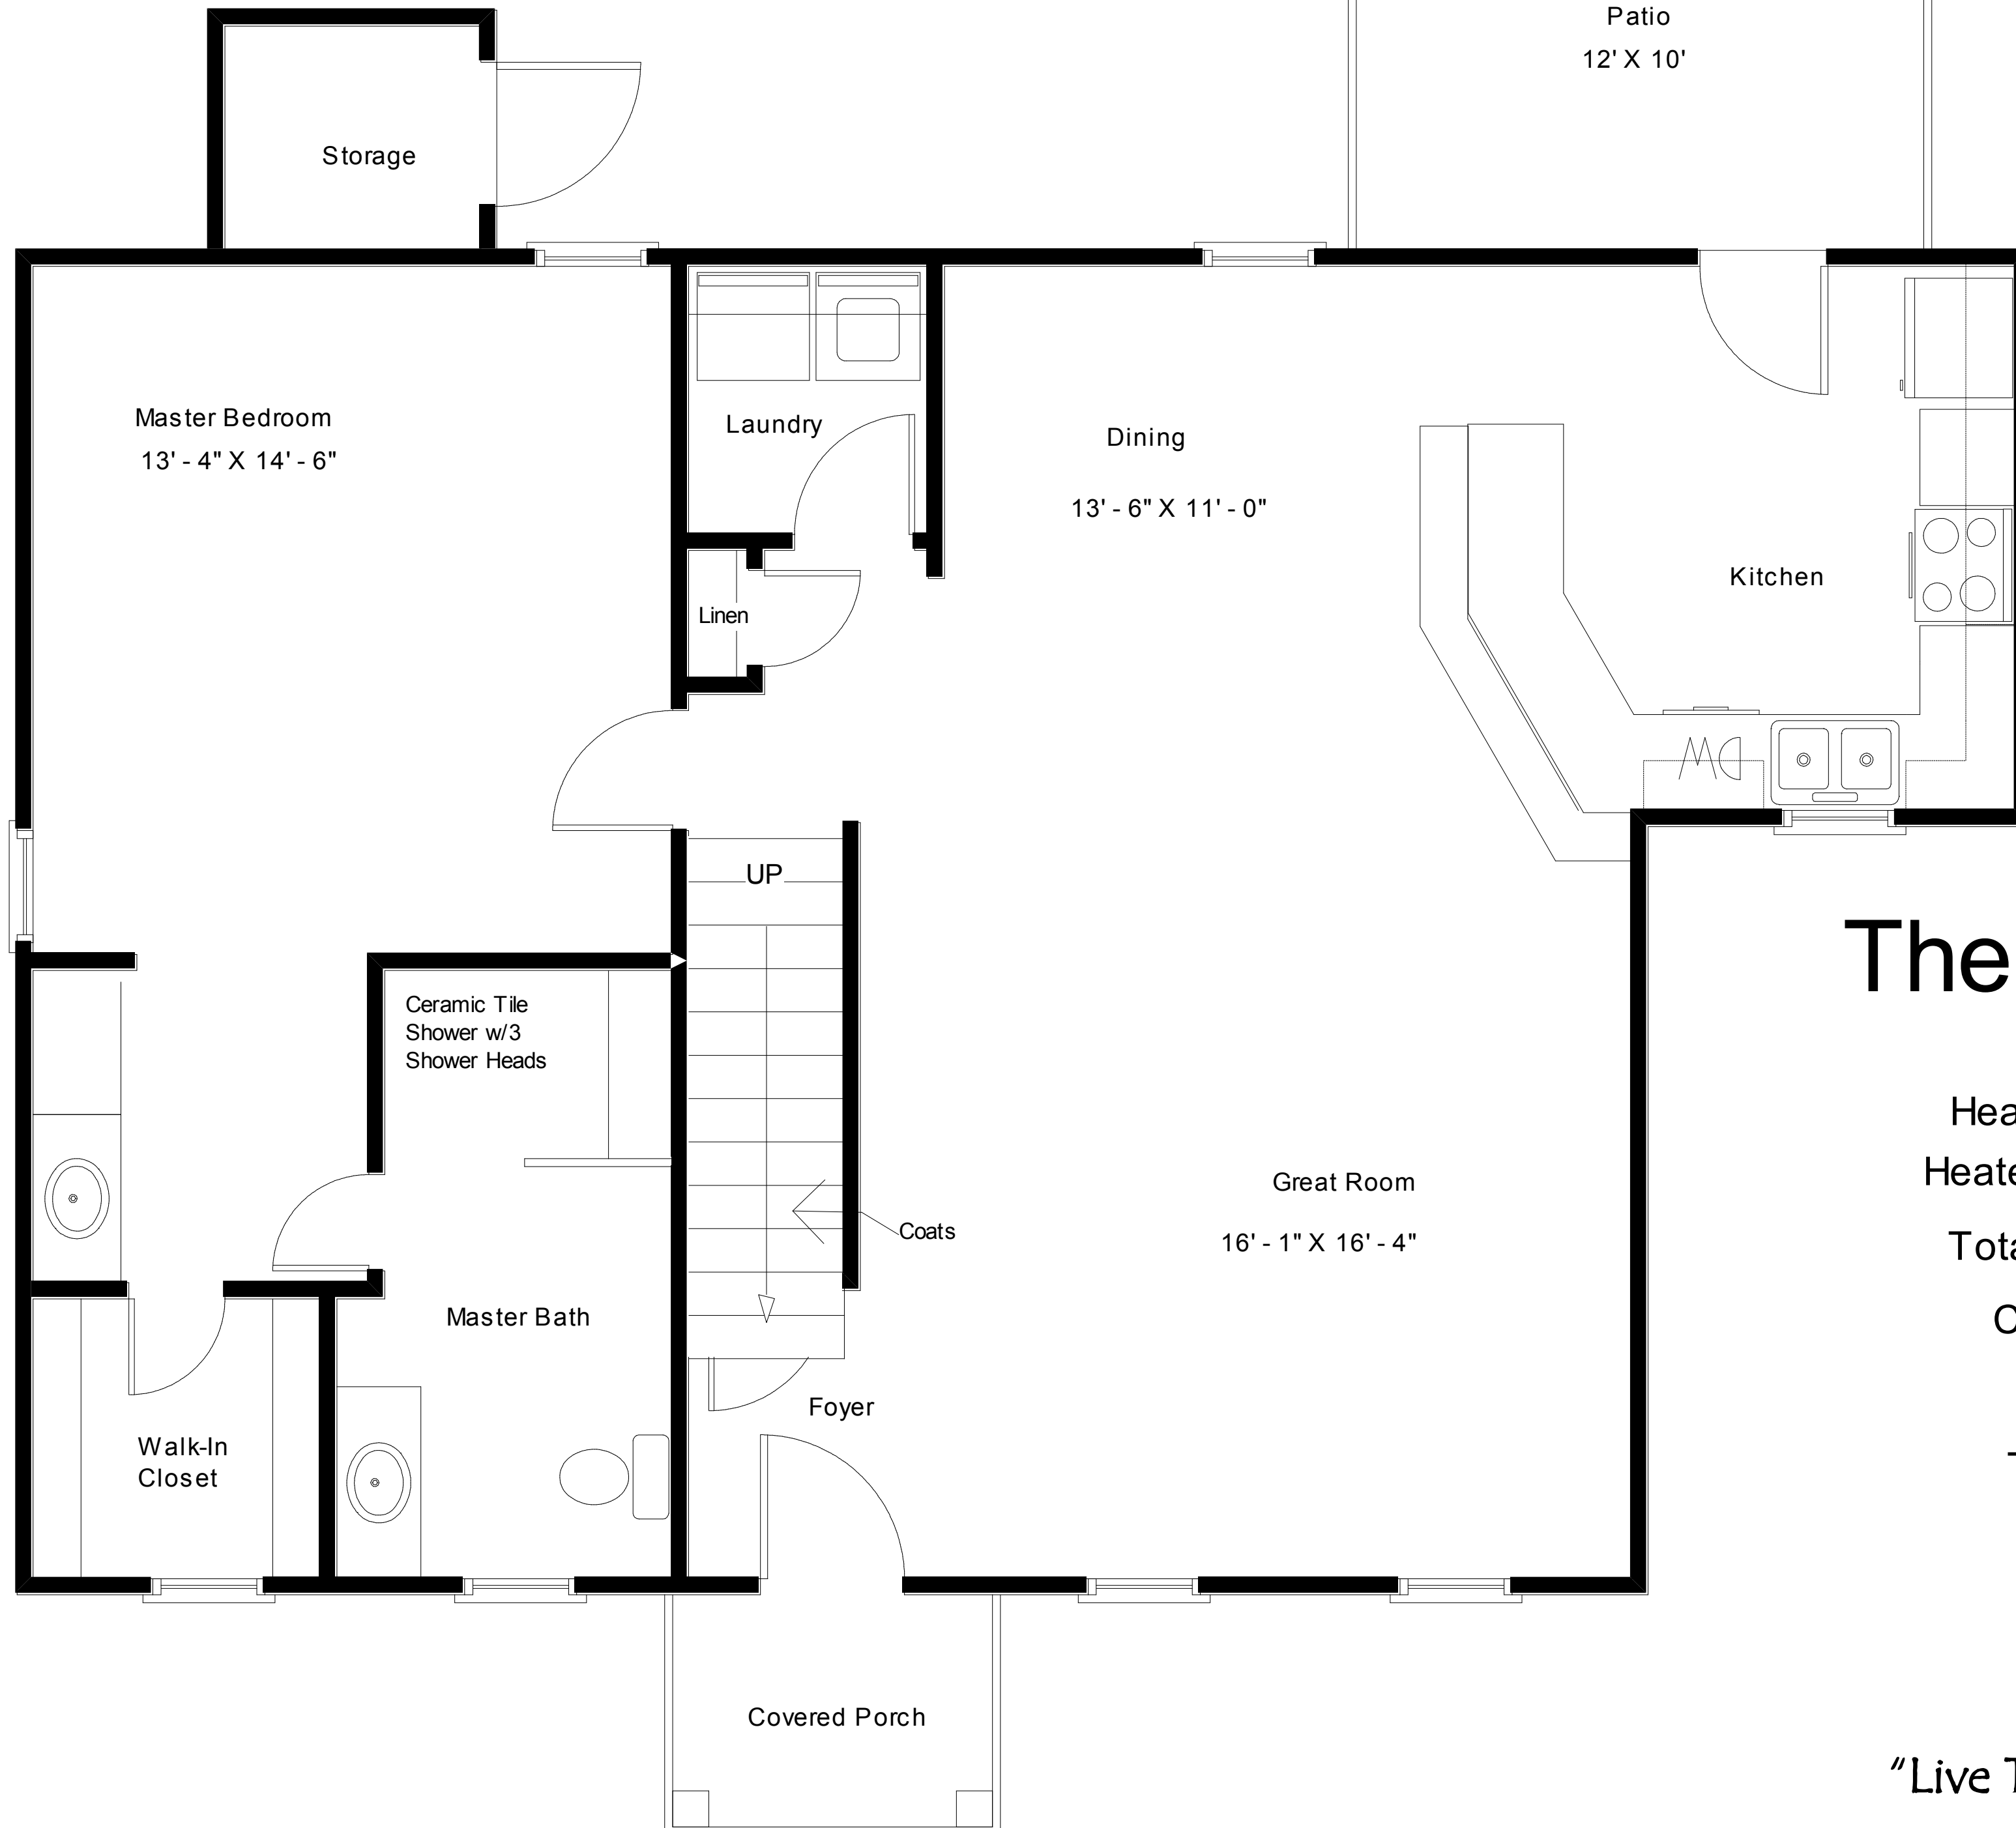 Patio
12' X 10'
Storage
Master Bedroom
13' - 4" X 14' - 6"
Laundry
Dining
13' - 6" X 11' - 0"
Kitchen
Linen
UP
The
Ceramic Tile
Shower w/3
Shower Heads
Great Room
16' - 1" X 16' - 4"
Coats
Master Bath
Foyer
Walk-In
Closet
Covered Porch
"Live